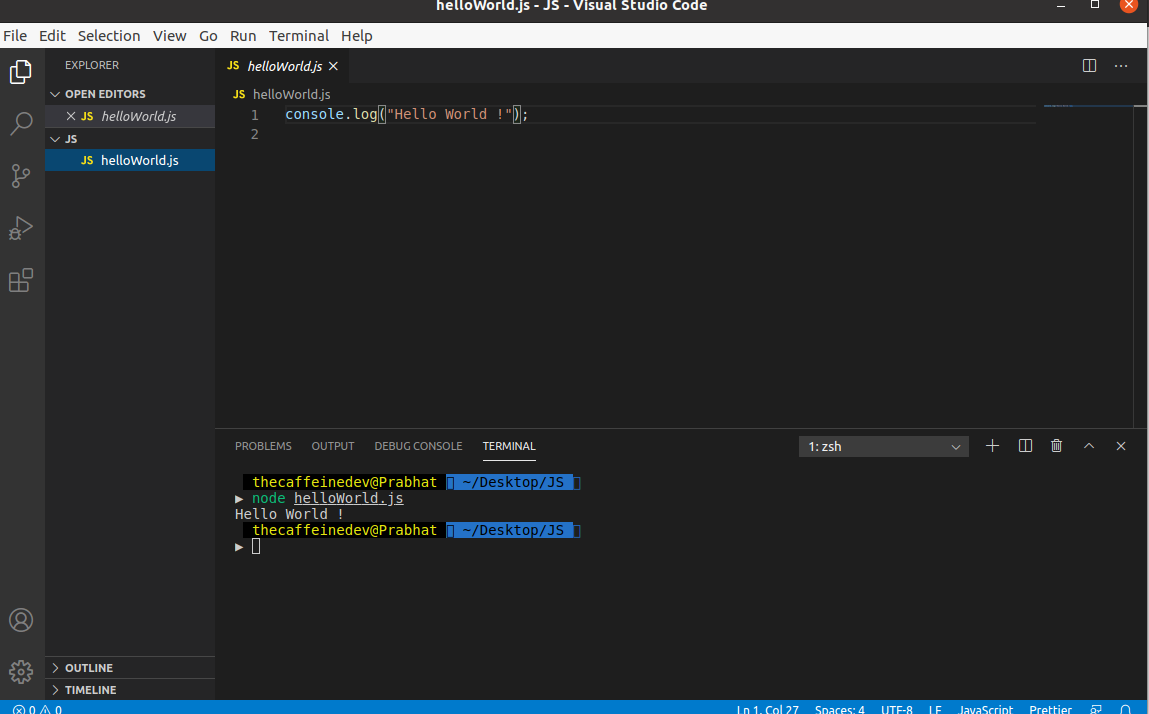 helloWorld.js - JS - Visual Studio Code
File Edit Selection View Go Run Terminal Help
EXPLORER
OPEN EDITORS
JS helloWorld.js
JS
JS helloWorld.js
OUTLINE
TIMELINE
JS helloWorld.js
JS helloWorld.js
1 console.log("Hello World !");
2
PROBLEMS OUTPUT DEBUG CONSOLE TERMINAL 1: zsh
thecaffeinedev@Prabhat ~/Desktop/JS
node helloWorld.js
Hello World !
thecaffeinedev@Prabhat ~/Desktop/JS
0 0 Ln 1, Col 27 Spaces: 4 UTF-8 LF JavaScript Prettier